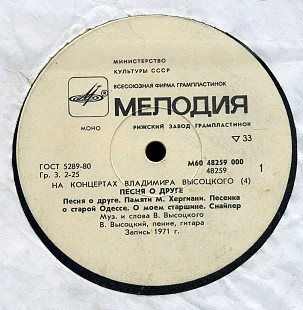 МИНИСТЕРСТВО
КУЛЬТУРЫ СССР
ВСЕСОЮЗНАЯ ФИРМА ГРАМПЛАСТИНОК
МЕЛОДИЯ
МОНО РИЖСКИЙ ЗАВОД ГРАМПЛАСТИНОК
▽ 33
ГОСТ 5289-80
М60 48259 000
Гр. 3. 2-25
48259
1
НА КОНЦЕРТАХ ВЛАДИМИРА ВЫСОЦКОГО (4)
ПЕСНЯ О ДРУГЕ
Песня о друге. Памяти М. Хергиани. Песенка
о старой Одессе. О моем старшине. Снайпер
Муз. и слова В. Высоцкого
В. Высоцкий, пение, гитара
Запись 1971 г.